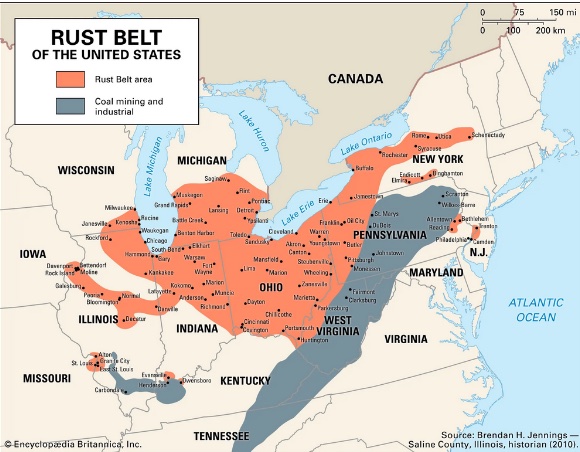 RUST BELT
OF THE UNITED STATES
Rust Belt area
Coal mining and
industrial
0 75 150 mi
0 100 200 km
CANADA
Lake Huron
Lake Michigan
Lake Ontario
Lake Erie
WISCONSIN
MICHIGAN
NEW YORK
IOWA
PENNSYLVANIA
N.J.
MARYLAND
OHIO
ILLINOIS
INDIANA
WEST
VIRGINIA
VIRGINIA
MISSOURI
KENTUCKY
TENNESSEE
ATLANTIC
OCEAN
Rome
Utica
Schenectady
Syracuse
Rochester
Buffalo
Binghamton
Endicott
Elmira
Jamestown
Saginaw
Flint
Muskegon
Grand Rapids
Pontiac
Lansing
Detroit
Battle Creek
Ypsilanti
Benton Harbor
Milwaukee
Racine
Janesville
Kenosha
Waukegan
Rockford
Chicago
South Bend
Elkhart
Hammond
Gary
Warsaw
Fort
Wayne
Kankakee
Toledo
Sandusky
Cleveland
Erie
Warren
Akron
Youngstown
Canton
Franklin
Oil City
Butler
St. Marys
DuBois
Scranton
Wilkes-Barre
Allentown
Bethlehem
Reading
Trenton
Philadelphia
Camden
Johnstown
Pittsburgh
Monessen
Steubenville
Wheeling
Mansfield
Lima
Marion
Zanesville
Marietta
Parkersburg
Fairmont
Clarksburg
Davenport
Bettendorf
Rock Island
Moline
Galesburg
Peoria
Normal
Bloomington
Decatur
Danville
Lafayette
Kokomo
Marion
Muncie
Anderson
Richmond
Dayton
Chillicothe
Cincinnati
Covington
Portsmouth
Huntington
Alton
Granite City
St. Louis
East St. Louis
Carbondale
Evansville
Henderson
Owensboro
© Encyclopædia Britannica, Inc.
Source: Brendan H. Jennings—
Saline County, Illinois, historian (2010).